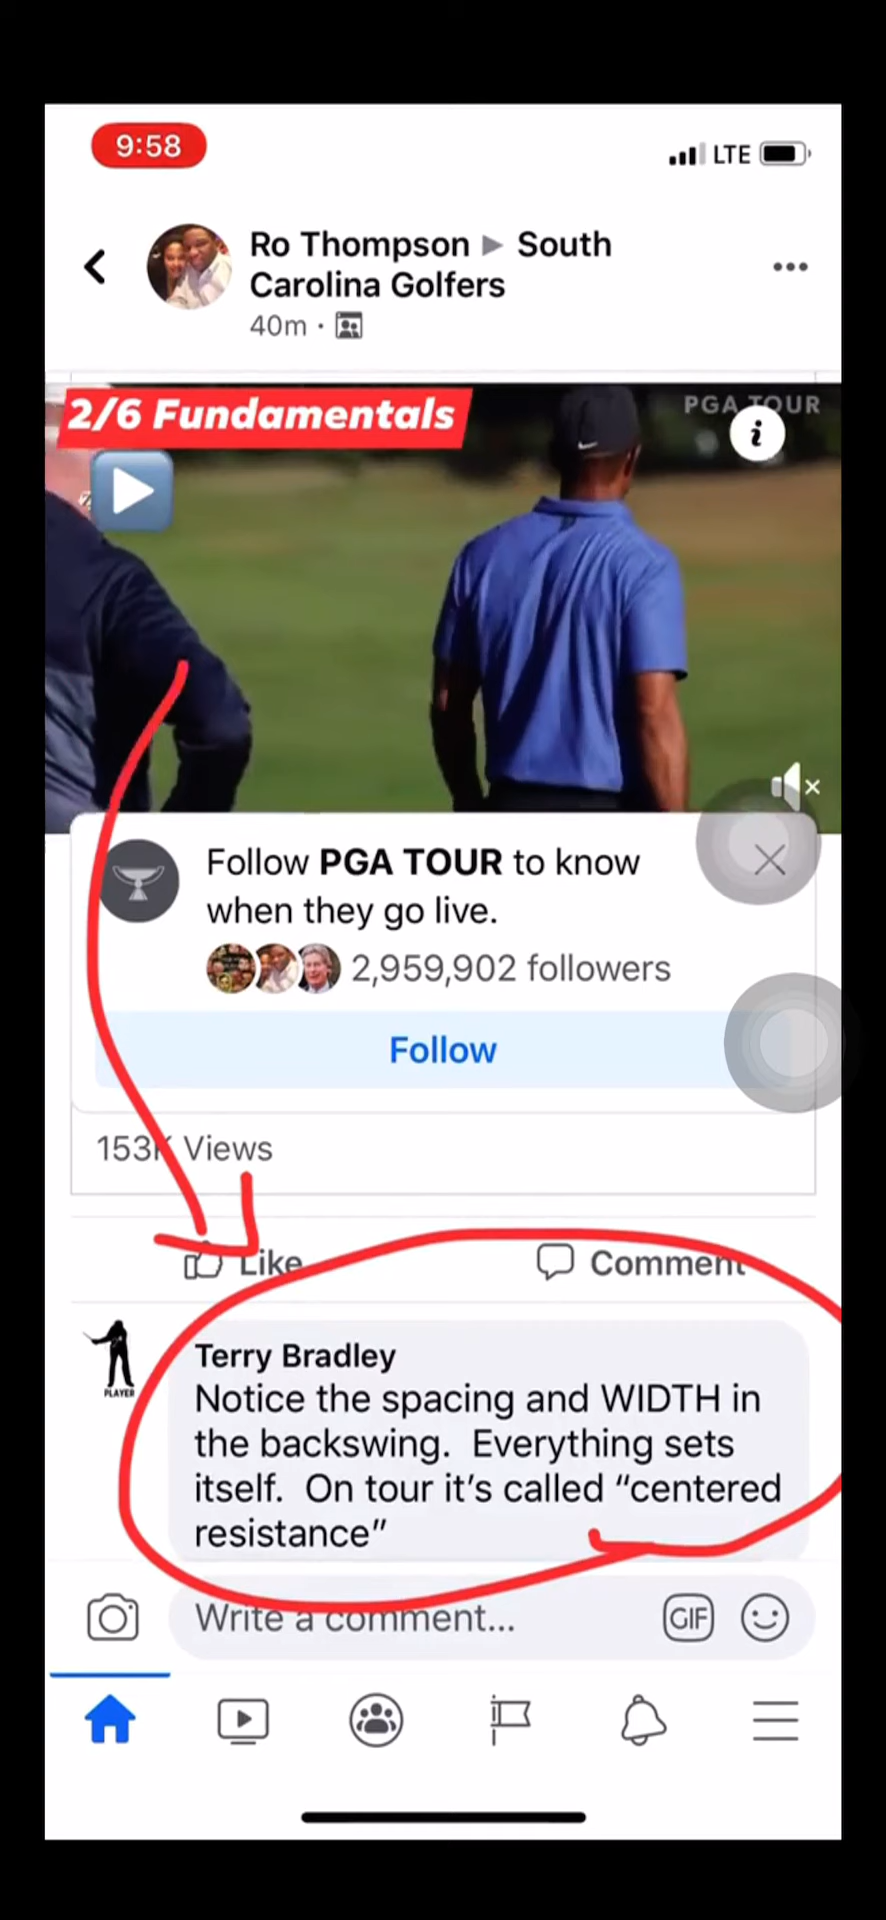 9:58
LTE
Ro Thompson ▶ South
Carolina Golfers
40m ·
2/6 Fundamentals
PGA TOUR
i
Follow PGA TOUR to know
when they go live.
2,959,902 followers
Follow
153K Views
Like
Comment
Terry Bradley
PLAYER
Notice the spacing and WIDTH in
the backswing.  Everything sets
itself.  On tour it's called "centered
resistance"
Write a comment...
GIF